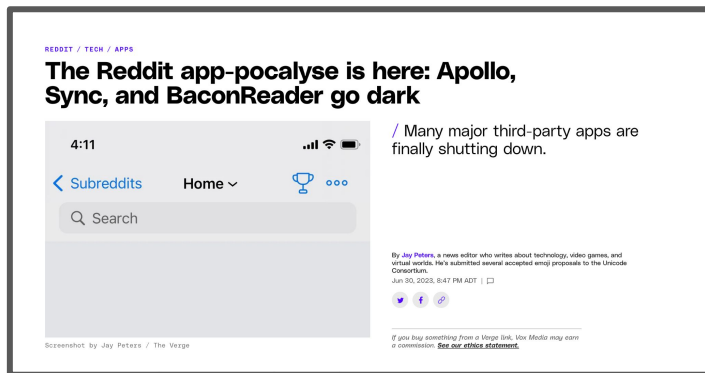 REDDIT / TECH / APPS
The Reddit app-pocalyse is here: Apollo,
Sync, and BaconReader go dark
4:11
Subreddits
Home
Search
/ Many major third-party apps are
finally shutting down.
By Jay Peters, a news editor who writes about technology, video games, and
virtual worlds. He's submitted several accepted emoji proposals to the Unicode
Consortium.
Jun 30, 2023, 8:47 PM ADT |
If you buy something from a Verge link, Vox Media may earn
a commission. See our ethics statement.
Screenshot by Jay Peters / The Verge